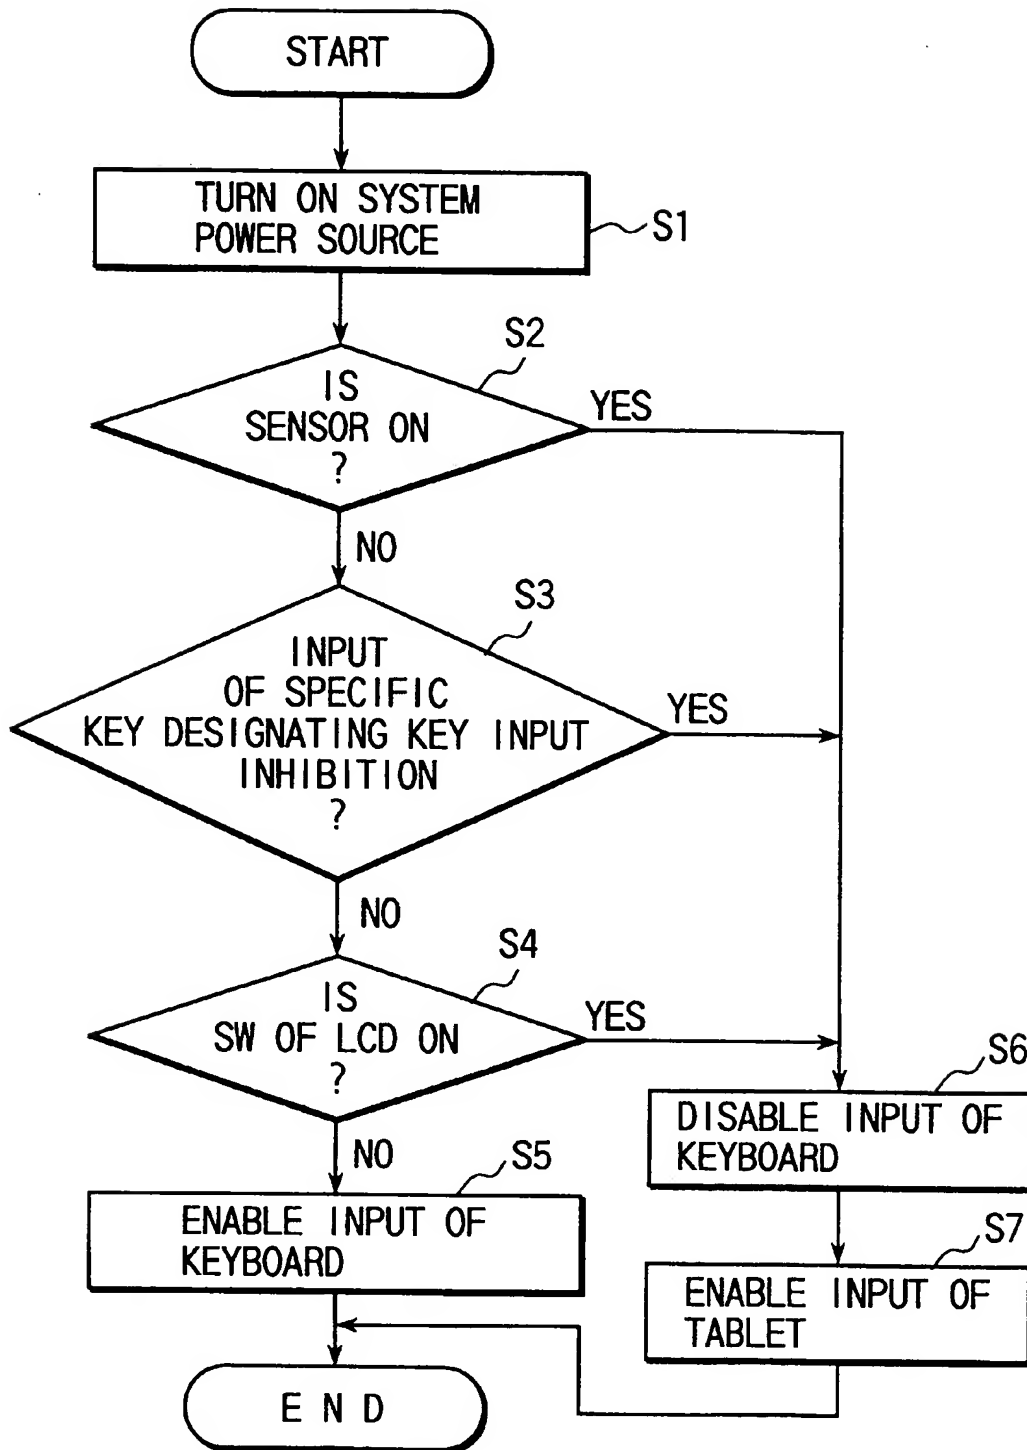 START
TURN ON SYSTEM
POWER SOURCE
S1
S2
IS
SENSOR ON
?
YES
NO
S3
INPUT
OF SPECIFIC
KEY DESIGNATING KEY INPUT
INHIBITION
?
YES
NO
S4
IS
SW OF LCD ON
?
YES
NO
S5
ENABLE INPUT OF
KEYBOARD
S6
DISABLE INPUT OF
KEYBOARD
S7
ENABLE INPUT OF
TABLET
END